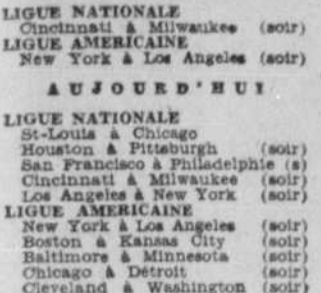 LIGUE NATIONALE
Cincinnati à Milwaukee (soir)
LIGUE AMERICAINE
New York à Los Angeles (soir)
AUJOURD'HUI
LIGUE NATIONALE
St-Louis à Chicago
Houston à Pittsburgh (soir)
San Francisco à Philadelphie (s)
Cincinnati à Milwaukee (soir)
Los Angeles à New York (soir)
LIGUE AMERICAINE
New York à Los Angeles (soir)
Boston à Kansas City (soir)
Baltimore à Minnesota (soir)
Chicago à Détroit (soir)
Cleveland à Washington (soir)